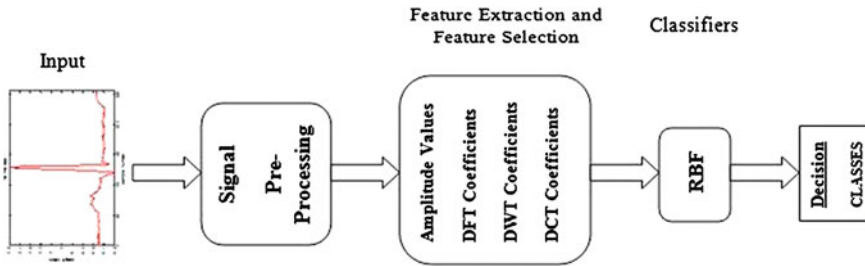 Feature Extraction and
Feature Selection
Classifiers
Input
Signal
Pre-
Processing
Amplitude Values
DFT Coefficients
DWT Coefficients
DCT Coefficients
RBF
Decision
CLASSES